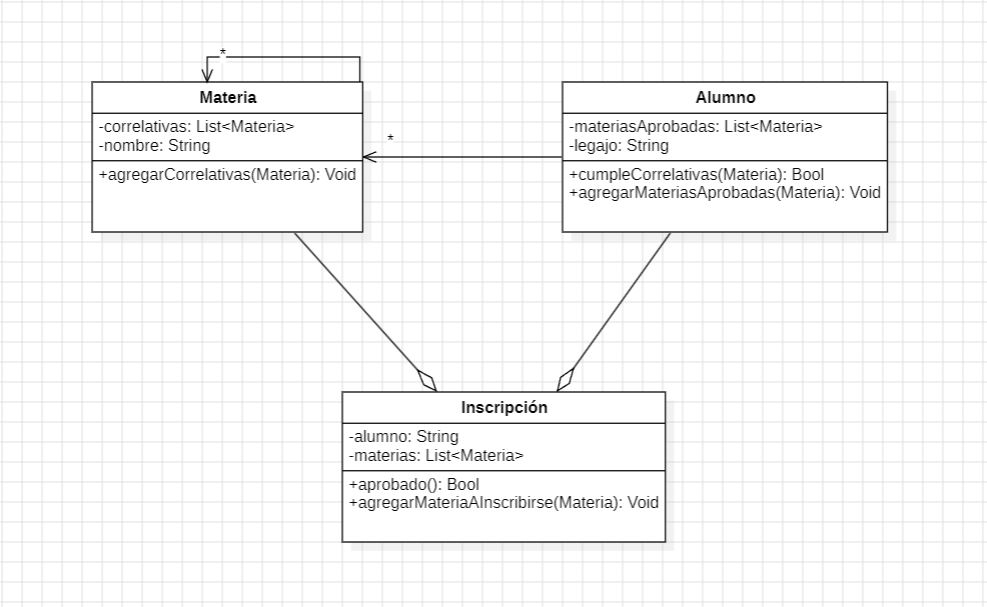 *
Materia
-correlativas: List<Materia>
-nombre: String
+agregarCorrelativas(Materia): Void
*
Alumno
-materiasAprobadas: List<Materia>
-legajo: String
+cumpleCorrelativas(Materia): Bool
+agregarMateriasAprobadas(Materia): Void
Inscripción
-alumno: String
-materias: List<Materia>
+aprobado(): Bool
+agregarMateriaAInscribirse(Materia): Void